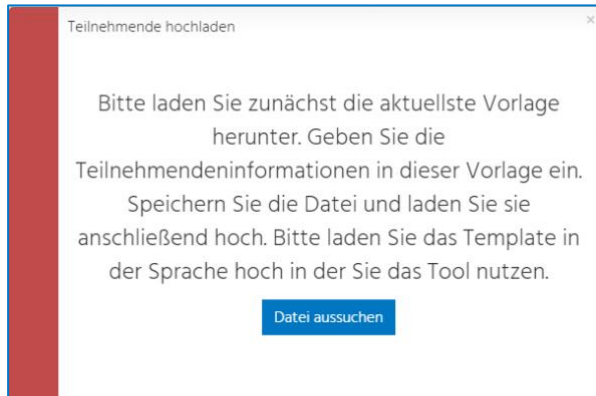 Teilnehmende hochladen
×
Bitte laden Sie zunächst die aktuellste Vorlage
herunter. Geben Sie die
Teilnehmendeninformationen in dieser Vorlage ein.
Speichern Sie die Datei und laden Sie sie
anschließend hoch. Bitte laden Sie das Template in
der Sprache hoch in der Sie das Tool nutzen.
Datei aussuchen